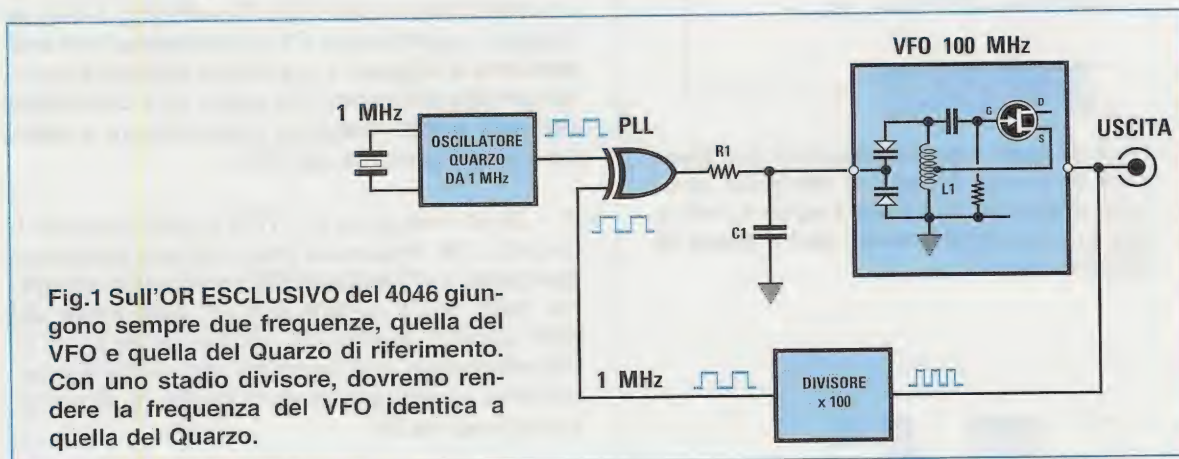 VFO 100 MHz
1 MHz
OSCILLATORE
QUARZO
DA 1 MHz
PLL
R1
C1
G
D
S
L1
USCITA
Fig.1 Sull'OR ESCLUSIVO del 4046 giun-
gono sempre due frequenze, quella del
VFO e quella del Quarzo di riferimento.
Con uno stadio divisore, dovremo ren-
dere la frequenza del VFO identica a
quella del Quarzo.
1 MHz
DIVISORE
x 100